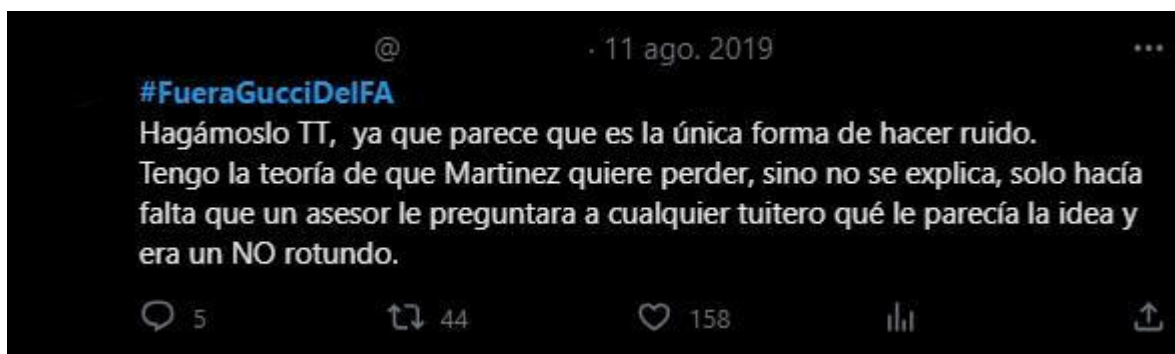 @ · 11 ago. 2019 ...
#FueraGucciDelFA
Hagámoslo TT, ya que parece que es la única forma de hacer ruido.
Tengo la teoría de que Martinez quiere perder, sino no se explica, solo hacía
falta que un asesor le preguntara a cualquier tuitero qué le parecía la idea y
era un NO rotundo.
5 44 158